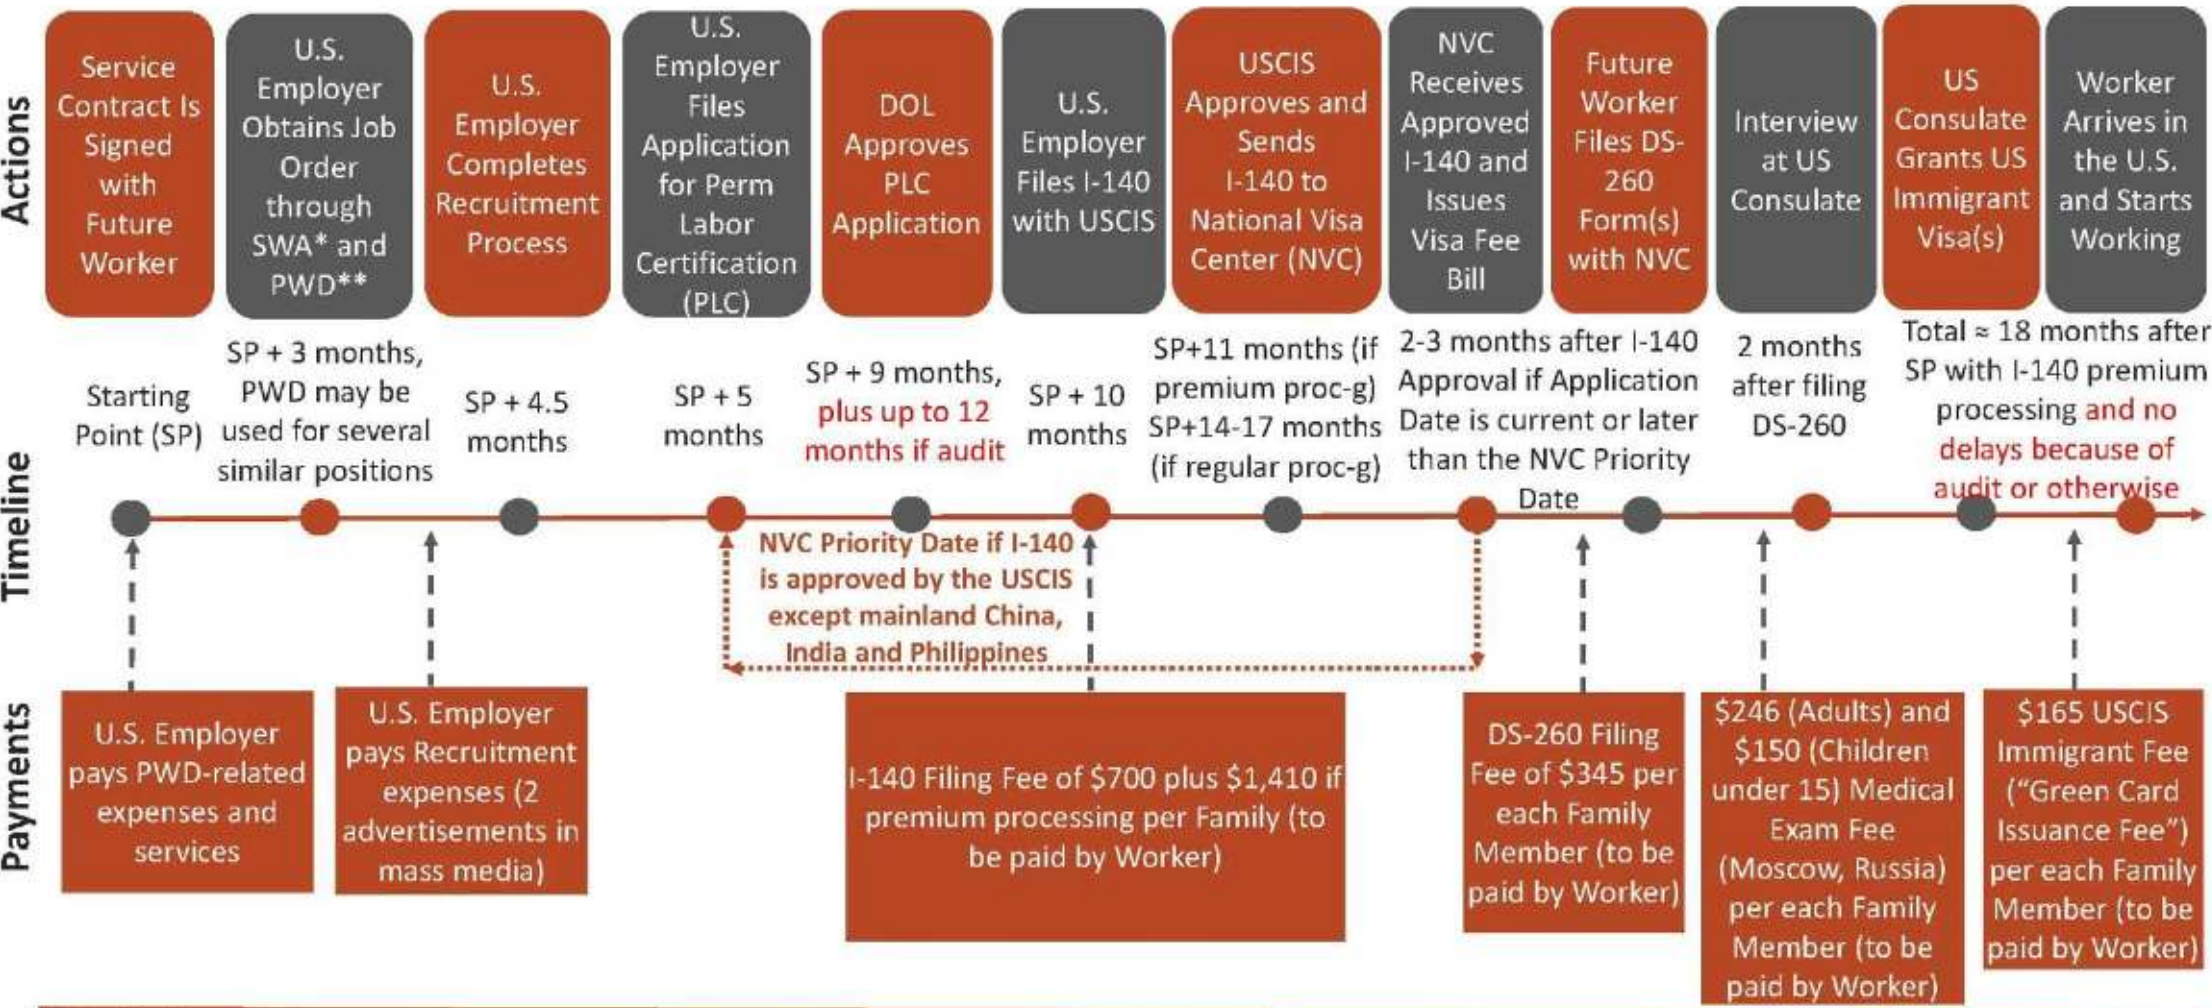 Actions
Service
Contract Is
Signed
with
Future
Worker
U.S.
Employer
Obtains Job
Order
through
SWA* and
PWD**
U.S.
Employer
Completes
Recruitment
Process
U.S.
Employer
Files
Application
for Perm
Labor
Certification
(PLC)
DOL
Approves
PLC
Application
U.S.
Employer
Files I-140
with USCIS
USCIS
Approves and
Sends
I-140 to
National Visa
Center (NVC)
NVC
Receives
Approved
I-140 and
Issues
Visa Fee
Bill
Future
Worker
Files DS-
260
Form(s)
with NVC
Interview
at US
Consulate
US
Consulate
Grants US
Immigrant
Visa(s)
Worker
Arrives in
the U.S.
and Starts
Working
Timeline
Starting
Point (SP)
SP + 3 months,
PWD may be
used for several
similar positions
SP + 4.5
months
SP + 5
months
SP + 9 months,
plus up to 12
months if audit
SP + 10
months
SP+11 months (if
premium proc-g)
SP+14-17 months
(if regular proc-g)
2-3 months after I-140
Approval if Application
Date is current or later
than the NVC Priority
Date
2 months
after filing
DS-260
Total ≈ 18 months after
SP with I-140 premium
processing and no
delays because of
audit or otherwise
NVC Priority Date if I-140
is approved by the USCIS
except mainland China,
India and Philippines
Payments
U.S. Employer
pays PWD-related
expenses and
services
U.S. Employer
pays Recruitment
expenses (2
advertisements in
mass media)
I-140 Filing Fee of $700 plus $1,410 if
premium processing per Family (to
be paid by Worker)
DS-260 Filing
Fee of $345 per
each Family
Member (to be
paid by Worker)
$246 (Adults) and
$150 (Children
under 15) Medical
Exam Fee
(Moscow, Russia)
per each Family
Member (to be
paid by Worker)
$165 USCIS
Immigrant Fee
("Green Card
Issuance Fee")
per each Family
Member (to be
paid by Worker)